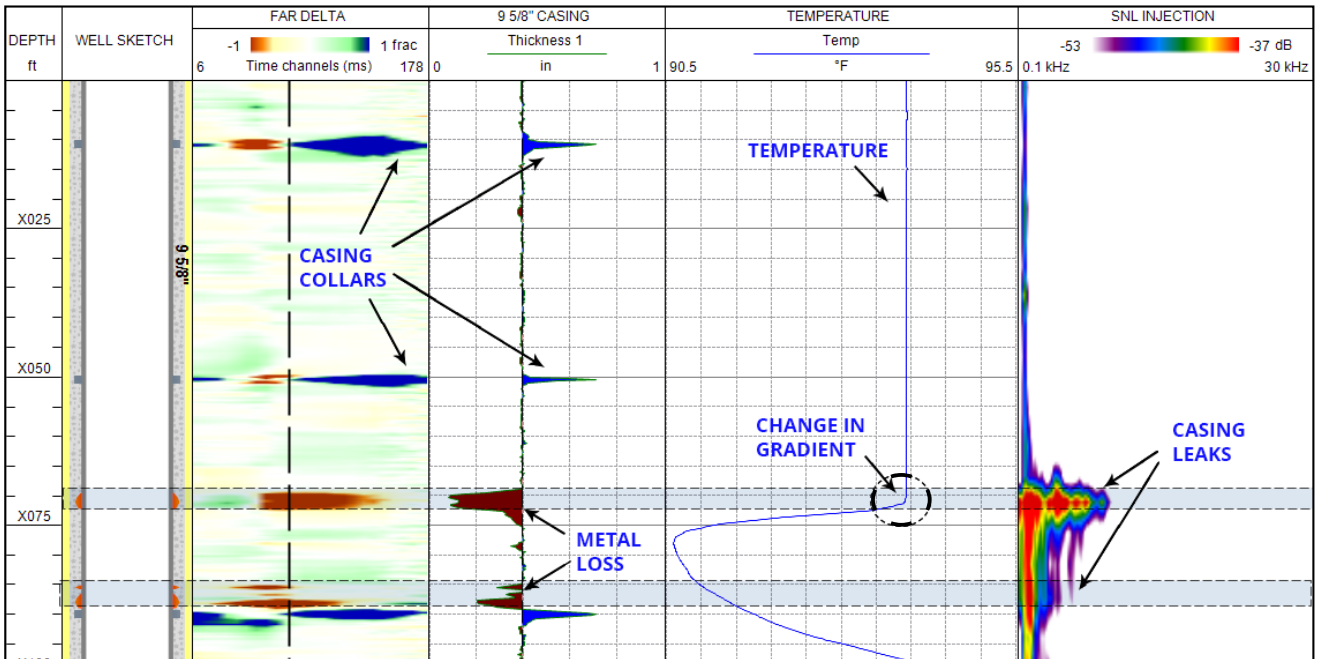 FAR DELTA
9 5/8" CASING
TEMPERATURE
SNL INJECTION
DEPTH
WELL SKETCH
-1
1 frac
Thickness 1
Temp
-53
-37 dB
ft
6
Time channels (ms)
178
0
in
1
90.5
°F
95.5
0.1 kHz
30 kHz
TEMPERATURE
X025
9 5/8"
CASING
COLLARS
X050
CHANGE IN
GRADIENT
CASING
LEAKS
X075
METAL
LOSS